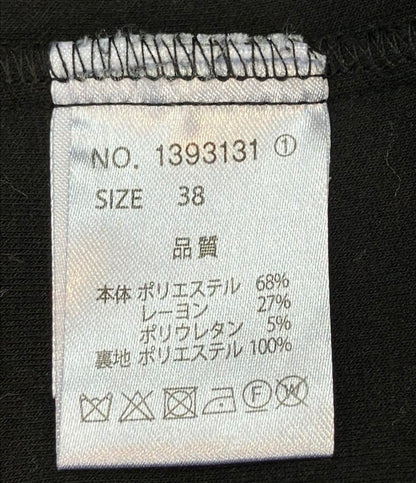 NO. 1393131 ①
SIZE 38
品質
本体 ポリエステル 68%
レーヨン 27%
ポリウレタン 5%
裏地 ポリエステル 100%
F W